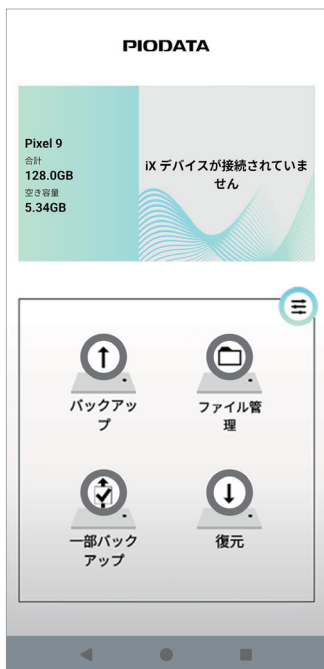 PIODATA
Pixel 9
合計
128.0GB
空き容量
5.34GB
iX デバイスが接続されていま
せん
バックアッ
プ
ファイル管
理
一部バック
アップ
復元